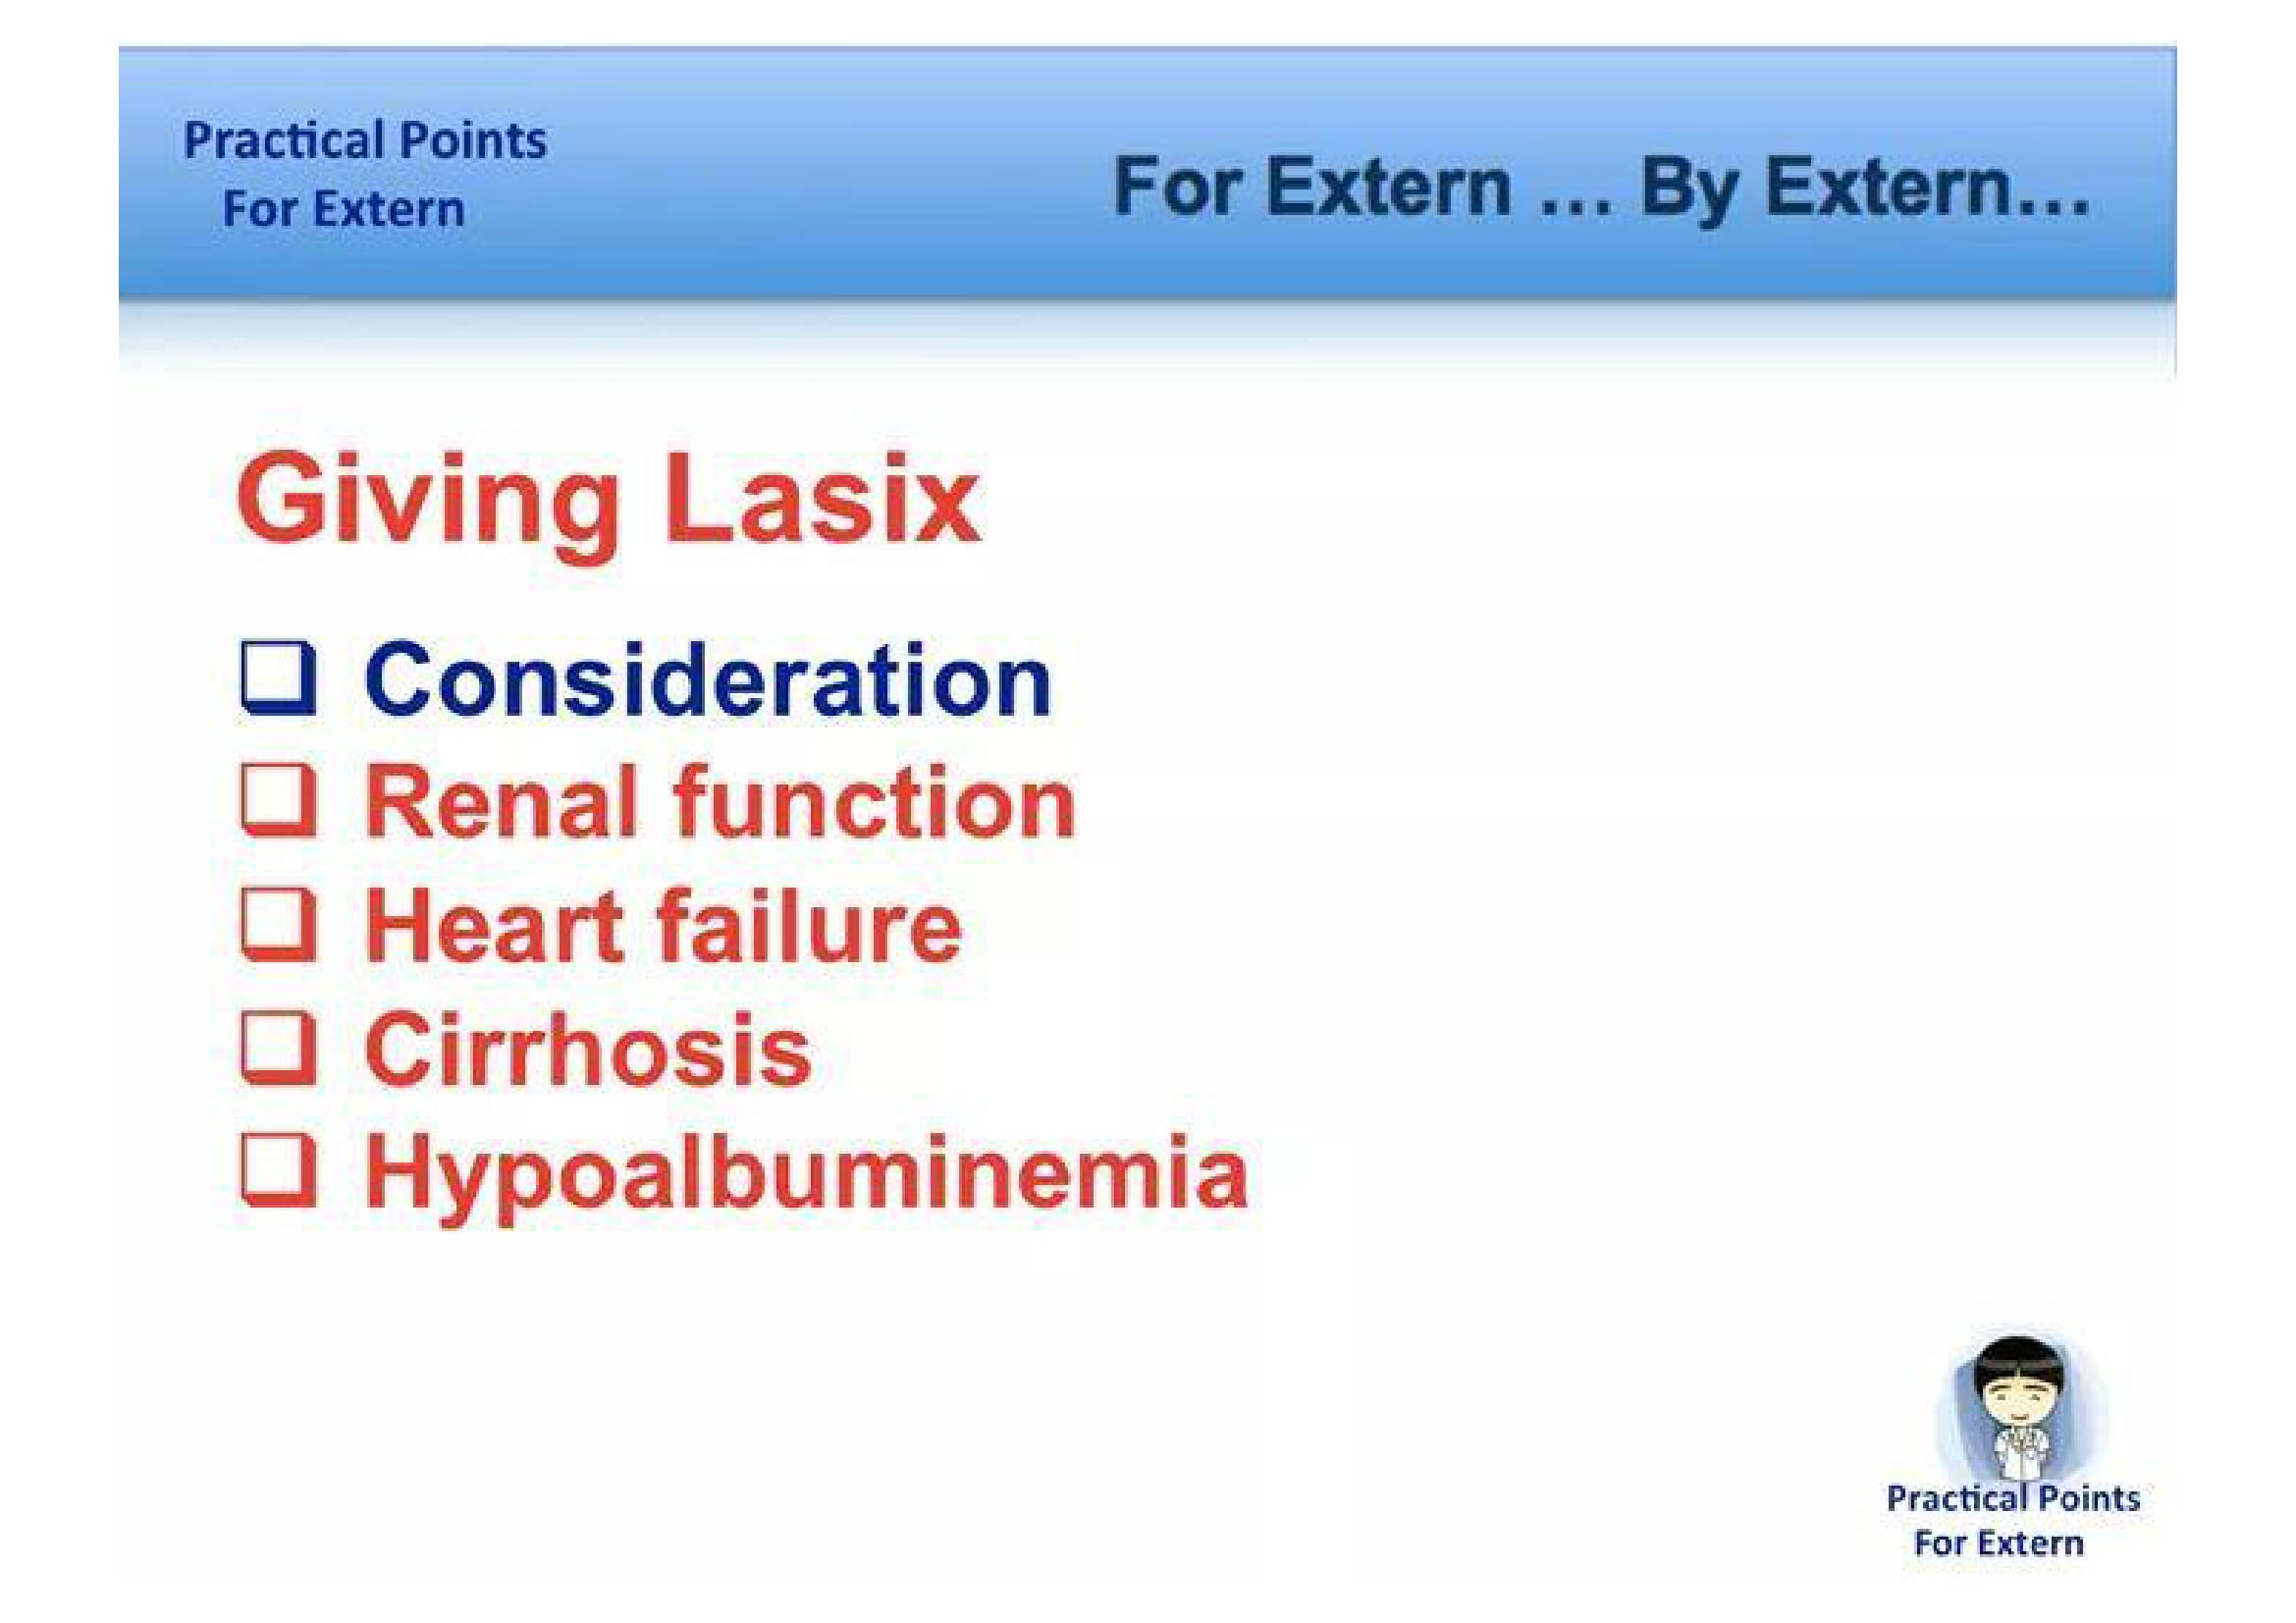 Practical Points
For Extern
For Extern ... By Extern...
Giving Lasix
❑ Consideration
❑ Renal function
❑ Heart failure
❑ Cirrhosis
❑ Hypoalbuminemia
Practical Points
For Extern